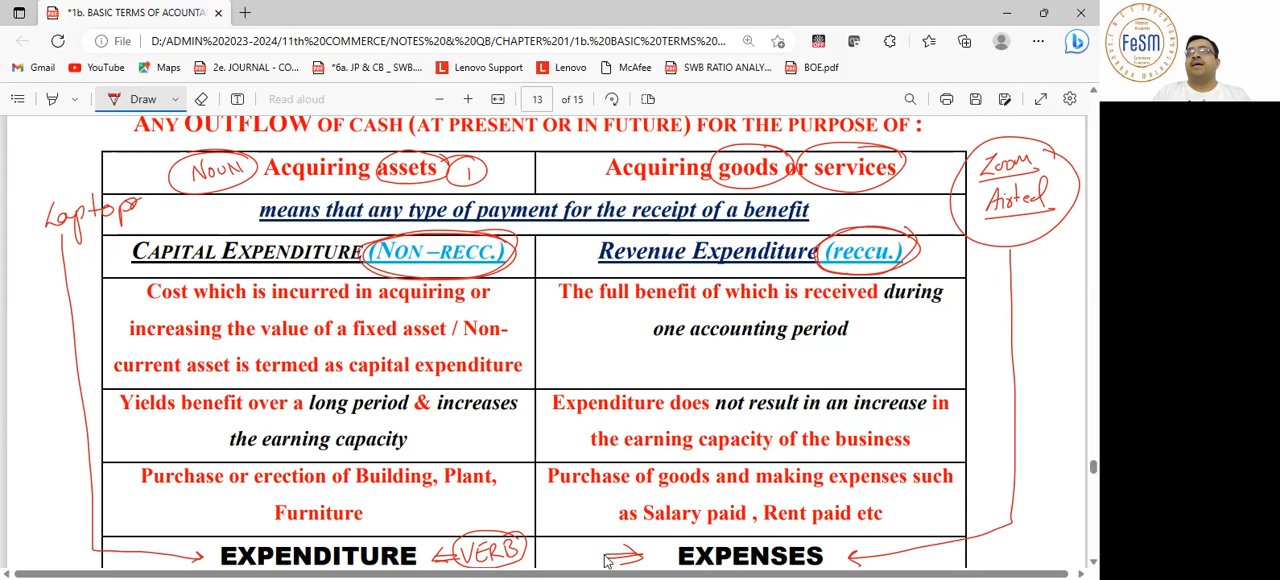 *1b. BASIC TERMS OF ACOUNTA
File
D:/ADMIN%202023-2024/11th%20COMMERCE/NOTES%20&%20QB/CHAPTER%201/1b.%20BASIC%20TERMS...
Gmail
YouTube
Maps
2e. JOURNAL - CO...
*6a. JP & CB _ SWB....
Lenovo Support
Lenovo
McAfee
SWB RATIO ANALY...
BOE.pdf
Draw
Read aloud
13 of 15
ANY OUTFLOW OF CASH (AT PRESENT OR IN FUTURE) FOR THE PURPOSE OF :
NOUN Acquiring assets 1
Acquiring goods or services
Zoom
Airtel
Laptop
means that any type of payment for the receipt of a benefit
CAPITAL EXPENDITURE (NON –RECC.)
Revenue Expenditure (reccu.)
Cost which is incurred in acquiring or
increasing the value of a fixed asset / Non-
current asset is termed as capital expenditure
The full benefit of which is received during
one accounting period
Yields benefit over a long period & increases
the earning capacity
Expenditure does not result in an increase in
the earning capacity of the business
Purchase or erection of Building, Plant,
Furniture
Purchase of goods and making expenses such
as Salary paid , Rent paid etc
EXPENDITURE VERB
EXPENSES
FeSM